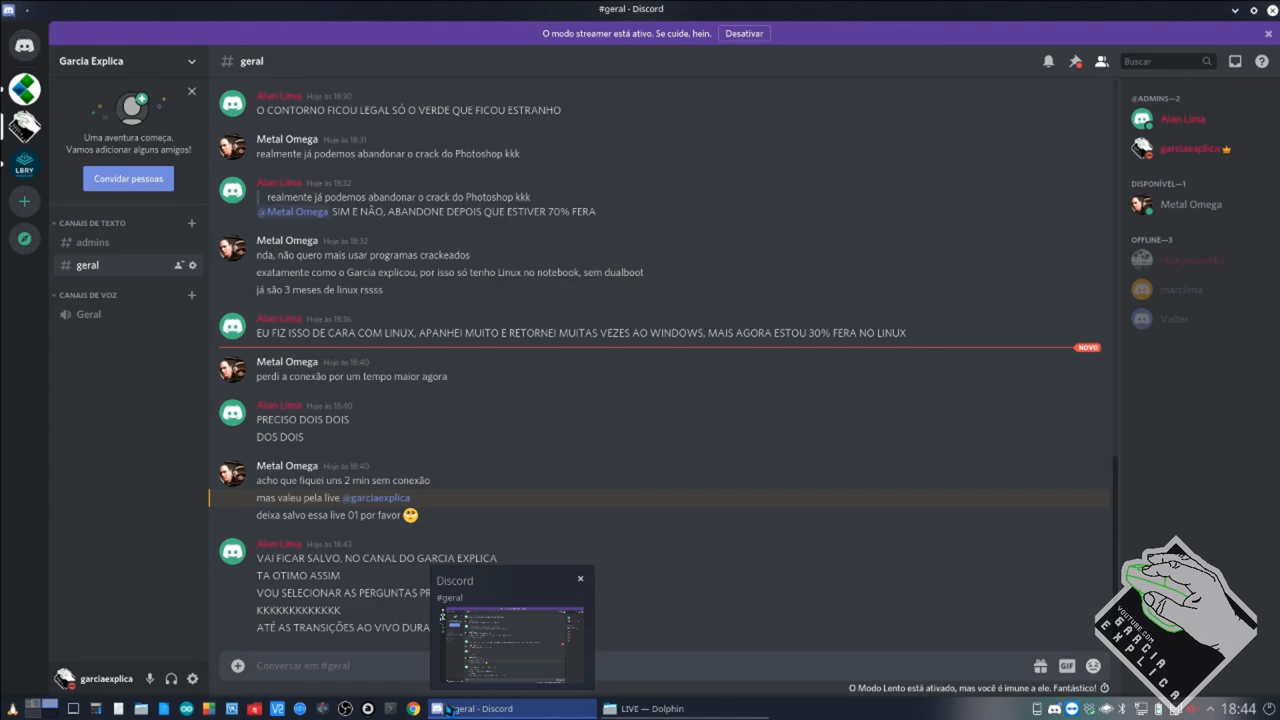 #geral - Discord
O modo streamer está ativo. Se cuide, hein. Desativar
Garcia Explica
# geral
Buscar
Uma aventura começa.
Vamos adicionar alguns amigos!
Convidar pessoas
CANAIS DE TEXTO
# admins
# geral
CANAIS DE VOZ
Geral
LBRY
Alan Lima Hoje às 18:30
O CONTORNO FICOU LEGAL SÓ O VERDE QUE FICOU ESTRANHO
Metal Omega Hoje às 18:31
realmente já podemos abandonar o crack do Photoshop kkk
Alan Lima Hoje às 18:32
realmente já podemos abandonar o crack do Photoshop kkk
@Metal Omega SIM E NÃO, ABANDONE DEPOIS QUE ESTIVER 70% FERA
Metal Omega Hoje às 18:32
nda, não quero mais usar programas crackeados
exatamente como o Garcia explicou, por isso só tenho Linux no notebook, sem dualboot
já são 3 meses de linux rssss
Alan Lima Hoje às 18:36
EU FIZ ISSO DE CARA COM LINUX, APANHEI MUITO E RETORNEI MUITAS VEZES AO WINDOWS, MAIS AGORA ESTOU 30% FERA NO LINUX
NOVO
Metal Omega Hoje às 18:40
perdi a conexão por um tempo maior agora
Alan Lima Hoje às 18:40
PRECISO DOIS DOIS
DOS DOIS
Metal Omega Hoje às 18:40
acho que fiquei uns 2 min sem conexão
mas valeu pela live @garciaexplica
deixa salvo essa live 01 por favor
Alan Lima Hoje às 18:43
VAI FICAR SALVO, NO CANAL DO GARCIA EXPLICA
TA OTIMO ASSIM
VOU SELECIONAR AS PERGUNTAS PR
KKKKKKKKKKKKK
ATÉ AS TRANSIÇÕES AO VIVO DURA
Discord
#geral
Conversar em #geral
GIF
O Modo Lento está ativado, mas você é imune a ele. Fantástico!
@ADMINS—2
Alan Lima
garciaexplica
DISPONÍVEL—1
Metal Omega
OFFLINE—3
marclima
Valter
YOUTUBE.COM
GARCIA
EXPLICA
garciaexplica
#geral - Discord
LIVE — Dolphin
18:44